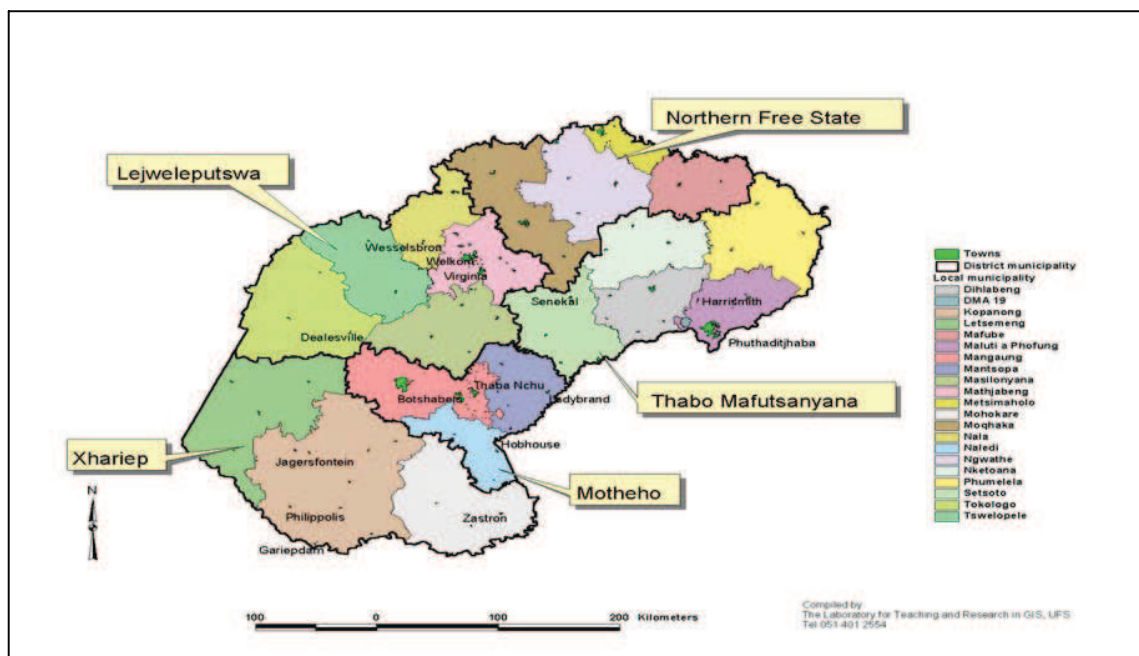 Northern Free State
Lejweleputswa
Wesselsbron
Welkom
Virginia
Senekal
Harrismith
Dealesville
Phuthaditjhaba
Thaba Nchu
Botshabelo
Ladybrand
Thabo Mafutsanyana
Hobhouse
Xhariep
Jagersfontein
Motheho
Philippolis
Zastron
Gariepdam
N
Towns
District municipality
Local municipality
Dihlabeng
DMA 19
Kopanong
Letsemeng
Mafube
Maluti a Phofung
Mangaung
Mantsopa
Masilonyana
Mathjabeng
Metsimaholo
Mohokare
Moqhaka
Nala
Naledi
Ngwathe
Nketoana
Phumelela
Setsoto
Tokologo
Tswelopele
100 0 100 200 Kilometers
Compiled by
The Laboratory for Teaching and Research in GIS, UFS
Tel 051 401 2554